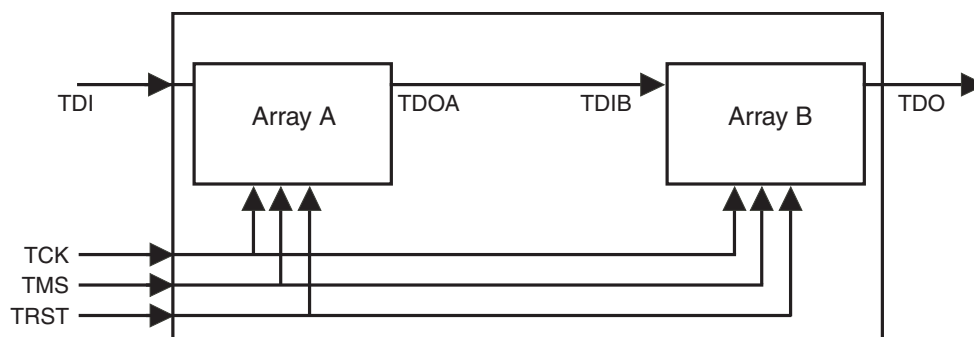 Array A
Array B
TDI
TDOA
TDIB
TDO
TCK
TMS
TRST